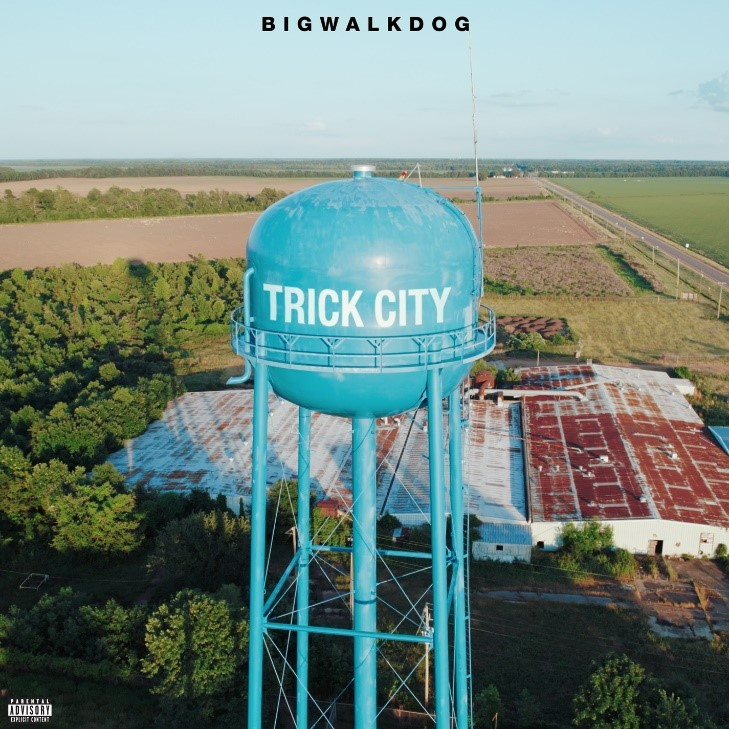 BIGWALKDOG
TRICK CITY
PARENTAL
ADVISORY
EXPLICIT CONTENT